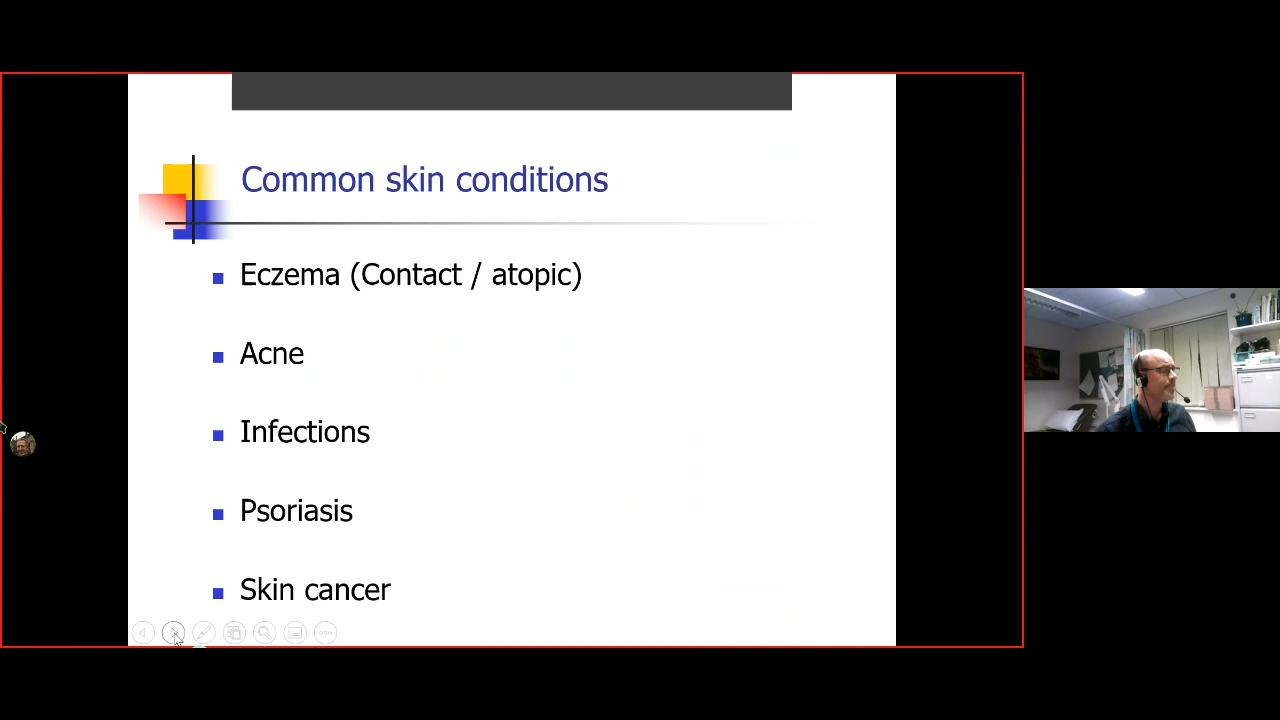 Common skin conditions
Eczema (Contact / atopic)
Acne
Infections
Psoriasis
Skin cancer